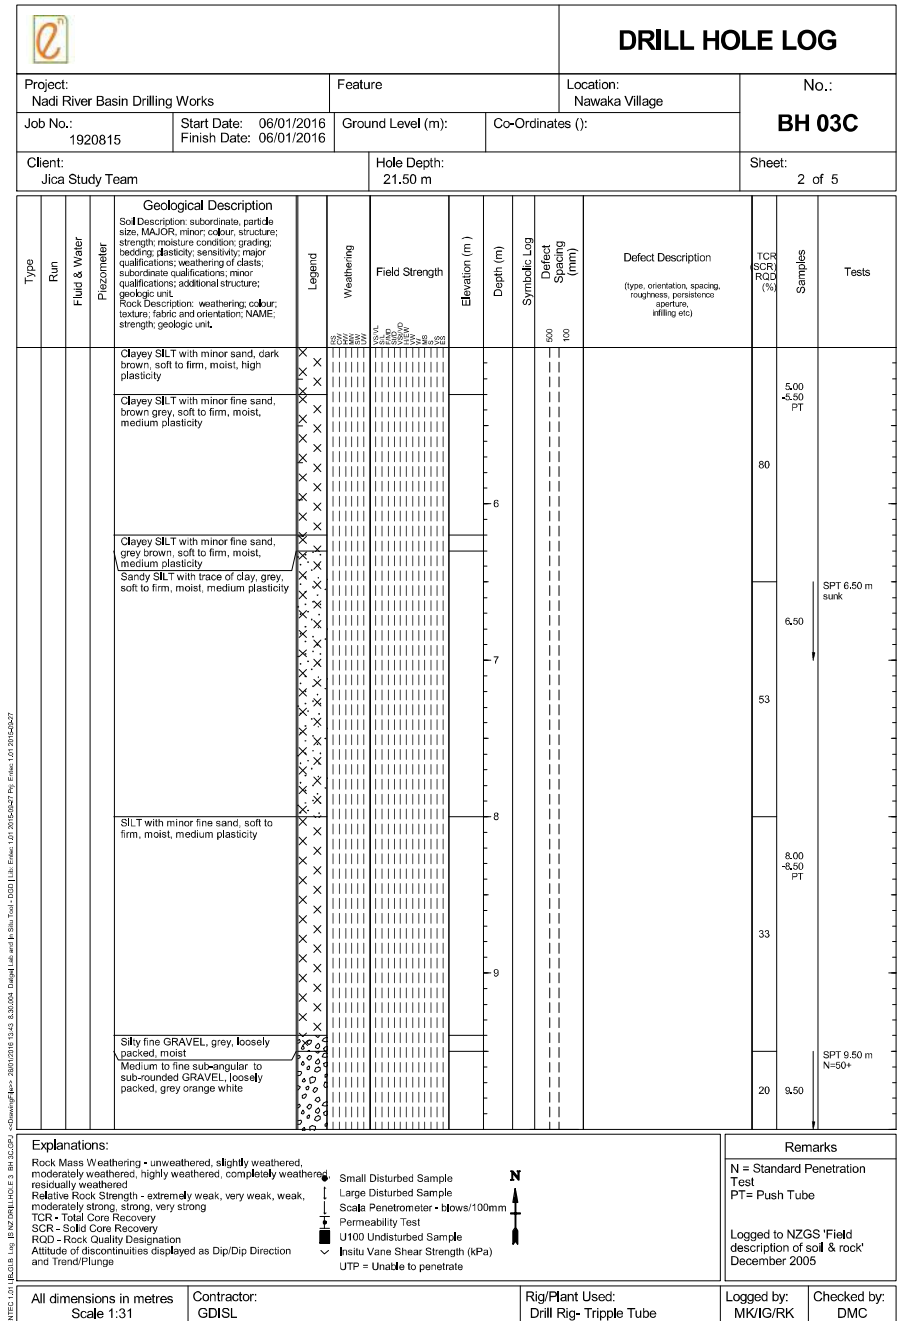 DRILL HOLE LOG
Project:
Nadi River Basin Drilling Works
Feature
Location:
Nawaka Village
No.:
BH 03C
Job No.:
1920815
Start Date: 06/01/2016
Finish Date: 06/01/2016
Ground Level (m):
Co-Ordinates ():
Client:
Jica Study Team
Hole Depth:
21.50 m
Sheet:
2 of 5
Type
Run
Fluid & Water
Piezometer
Geological Description
Soil Description: subordinate, particle
size, MAJOR, minor; colour, structure;
strength; moisture condition; grading;
bedding; plasticity; sensitivity; major
qualifications; weathering of clasts;
subordinate qualifications; minor
qualifications; additional structure;
geologic unit.
Rock Description: weathering; colour;
texture; fabric and orientation; NAME;
strength; geologic unit.
Legend
Weathering
RS
CW
HW
MW
SW
UW
Field Strength
Elevation (m )
Depth (m)
Symbolic Log
Defect
Spacing
(mm)
500
100
Defect Description
(type, orientation, spacing,
roughness, persistence
aperture,
infilling etc)
TCR
(SCR)
RQD
(%)
Samples
Tests
Clayey SILT with minor sand, dark
brown, soft to firm, moist, high
plasticity
5.00
-5.50
PT
Clayey SILT with minor fine sand,
brown grey, soft to firm, moist,
medium plasticity
80
6
Clayey SILT with minor fine sand,
grey brown, soft to firm, moist,
medium plasticity
Sandy SILT with trace of clay, grey,
soft to firm, moist, medium plasticity
SPT 6.50 m
sunk
6.50
7
53
8
SILT with minor fine sand, soft to
firm, moist, medium plasticity
8.00
-8.50
PT
33
9
Silty fine GRAVEL, grey, loosely
packed, moist
Medium to fine sub-angular to
sub-rounded GRAVEL, loosely
packed, grey orange white
SPT 9.50 m
N=50+
20
9.50
Explanations:
Rock Mass Weathering - unweathered, slightly weathered,
moderately weathered, highly weathered, completely weathered,
residually weathered
Relative Rock Strength - extremely weak, very weak, weak,
moderately strong, strong, very strong
TCR - Total Core Recovery
SCR - Solid Core Recovery
RQD - Rock Quality Designation
Attitude of discontinuities displayed as Dip/Dip Direction
and Trend/Plunge
Small Disturbed Sample
Large Disturbed Sample
Scala Penetrometer - blows/100mm
Permeability Test
U100 Undisturbed Sample
Insitu Vane Shear Strength (kPa)
UTP = Unable to penetrate
N
Remarks
N = Standard Penetration
Test
PT= Push Tube
Logged to NZGS 'Field
description of soil & rock'
December 2005
All dimensions in metres
Scale 1:31
Contractor:
GDISL
Rig/Plant Used:
Drill Rig- Tripple Tube
Logged by:
MK/IG/RK
Checked by:
DMC